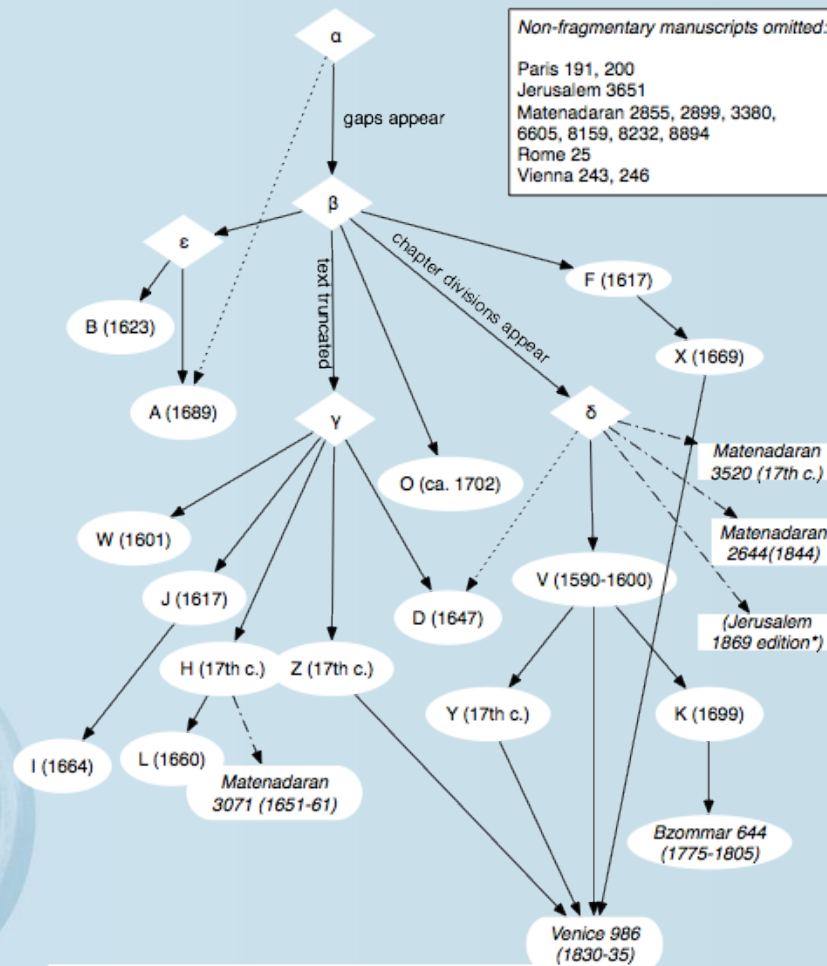 α
Non-fragmentary manuscripts omitted:
Paris 191, 200
Jerusalem 3651
Matenadaran 2855, 2899, 3380,
6605, 8159, 8232, 8894
Rome 25
Vienna 243, 246
gaps appear
β
ε
chapter divisions appear
text truncated
F (1617)
B (1623)
X (1669)
A (1689)
γ
δ
Matenadaran
3520 (17th c.)
O (ca. 1702)
W (1601)
Matenadaran
2644(1844)
V (1590-1600)
J (1617)
D (1647)
(Jerusalem
1869 edition*)
H (17th c.)
Z (17th c.)
Y (17th c.)
K (1699)
I (1664)
L (1660)
Matenadaran
3071 (1651-61)
Bzommar 644
(1775-1805)
Venice 986
(1830-35)